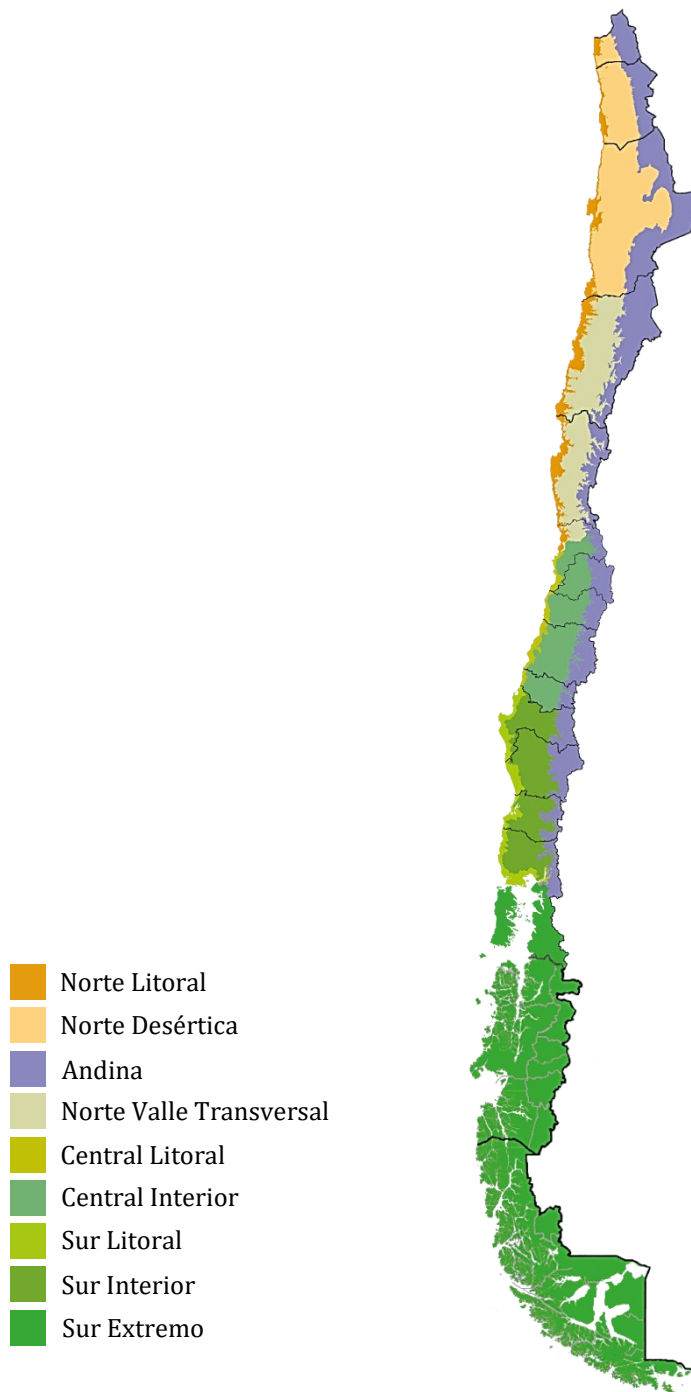 Norte Litoral
Norte Desértica
Andina
Norte Valle Transversal
Central Litoral
Central Interior
Sur Litoral
Sur Interior
Sur Extremo